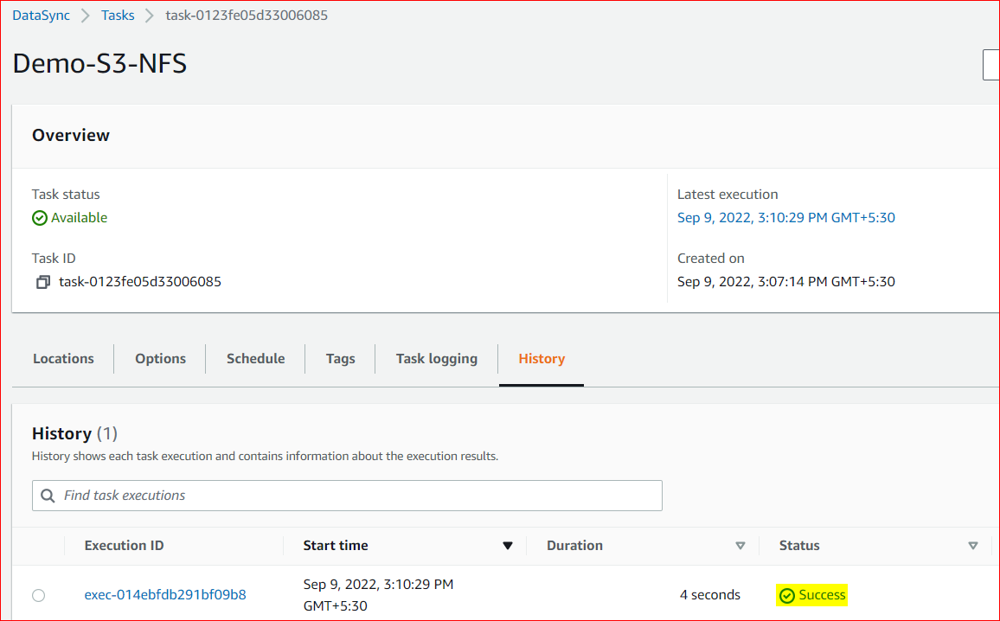 DataSync > Tasks > task-0123fe05d33006085
Demo-S3-NFS
Overview
Task status
Available
Task ID
task-0123fe05d33006085
Latest execution
Sep 9, 2022, 3:10:29 PM GMT+5:30
Created on
Sep 9, 2022, 3:07:14 PM GMT+5:30
Locations Options Schedule Tags Task logging History
History (1)
History shows each task execution and contains information about the execution results.
Find task executions
Execution ID Start time Duration Status
exec-014ebfdb291bf09b8 Sep 9, 2022, 3:10:29 PM GMT+5:30 4 seconds Success